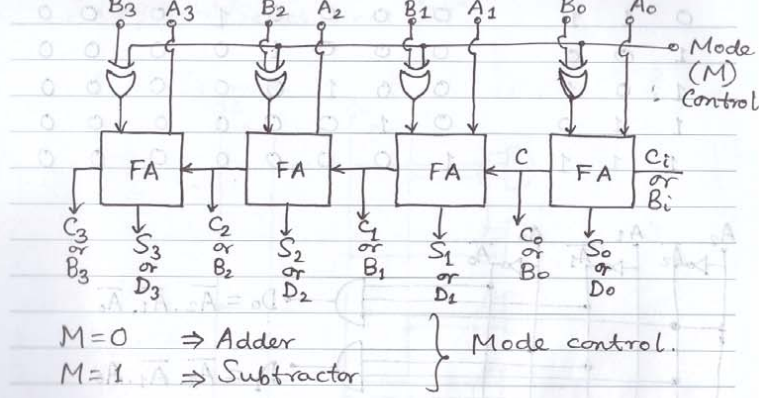 B3 A3 B2 A2 B1 A1 B0 A0
Mode
(M)
Control
FA FA FA C FA Ci
or
Bi
C3
or
B3
S3
or
D3
C2
or
B2
S2
or
D2
C1
or
B1
S1
or
D1
C0
or
B0
S0
or
D0
M=0 ⇒ Adder
M=1 ⇒ Subtractor
} Mode control.